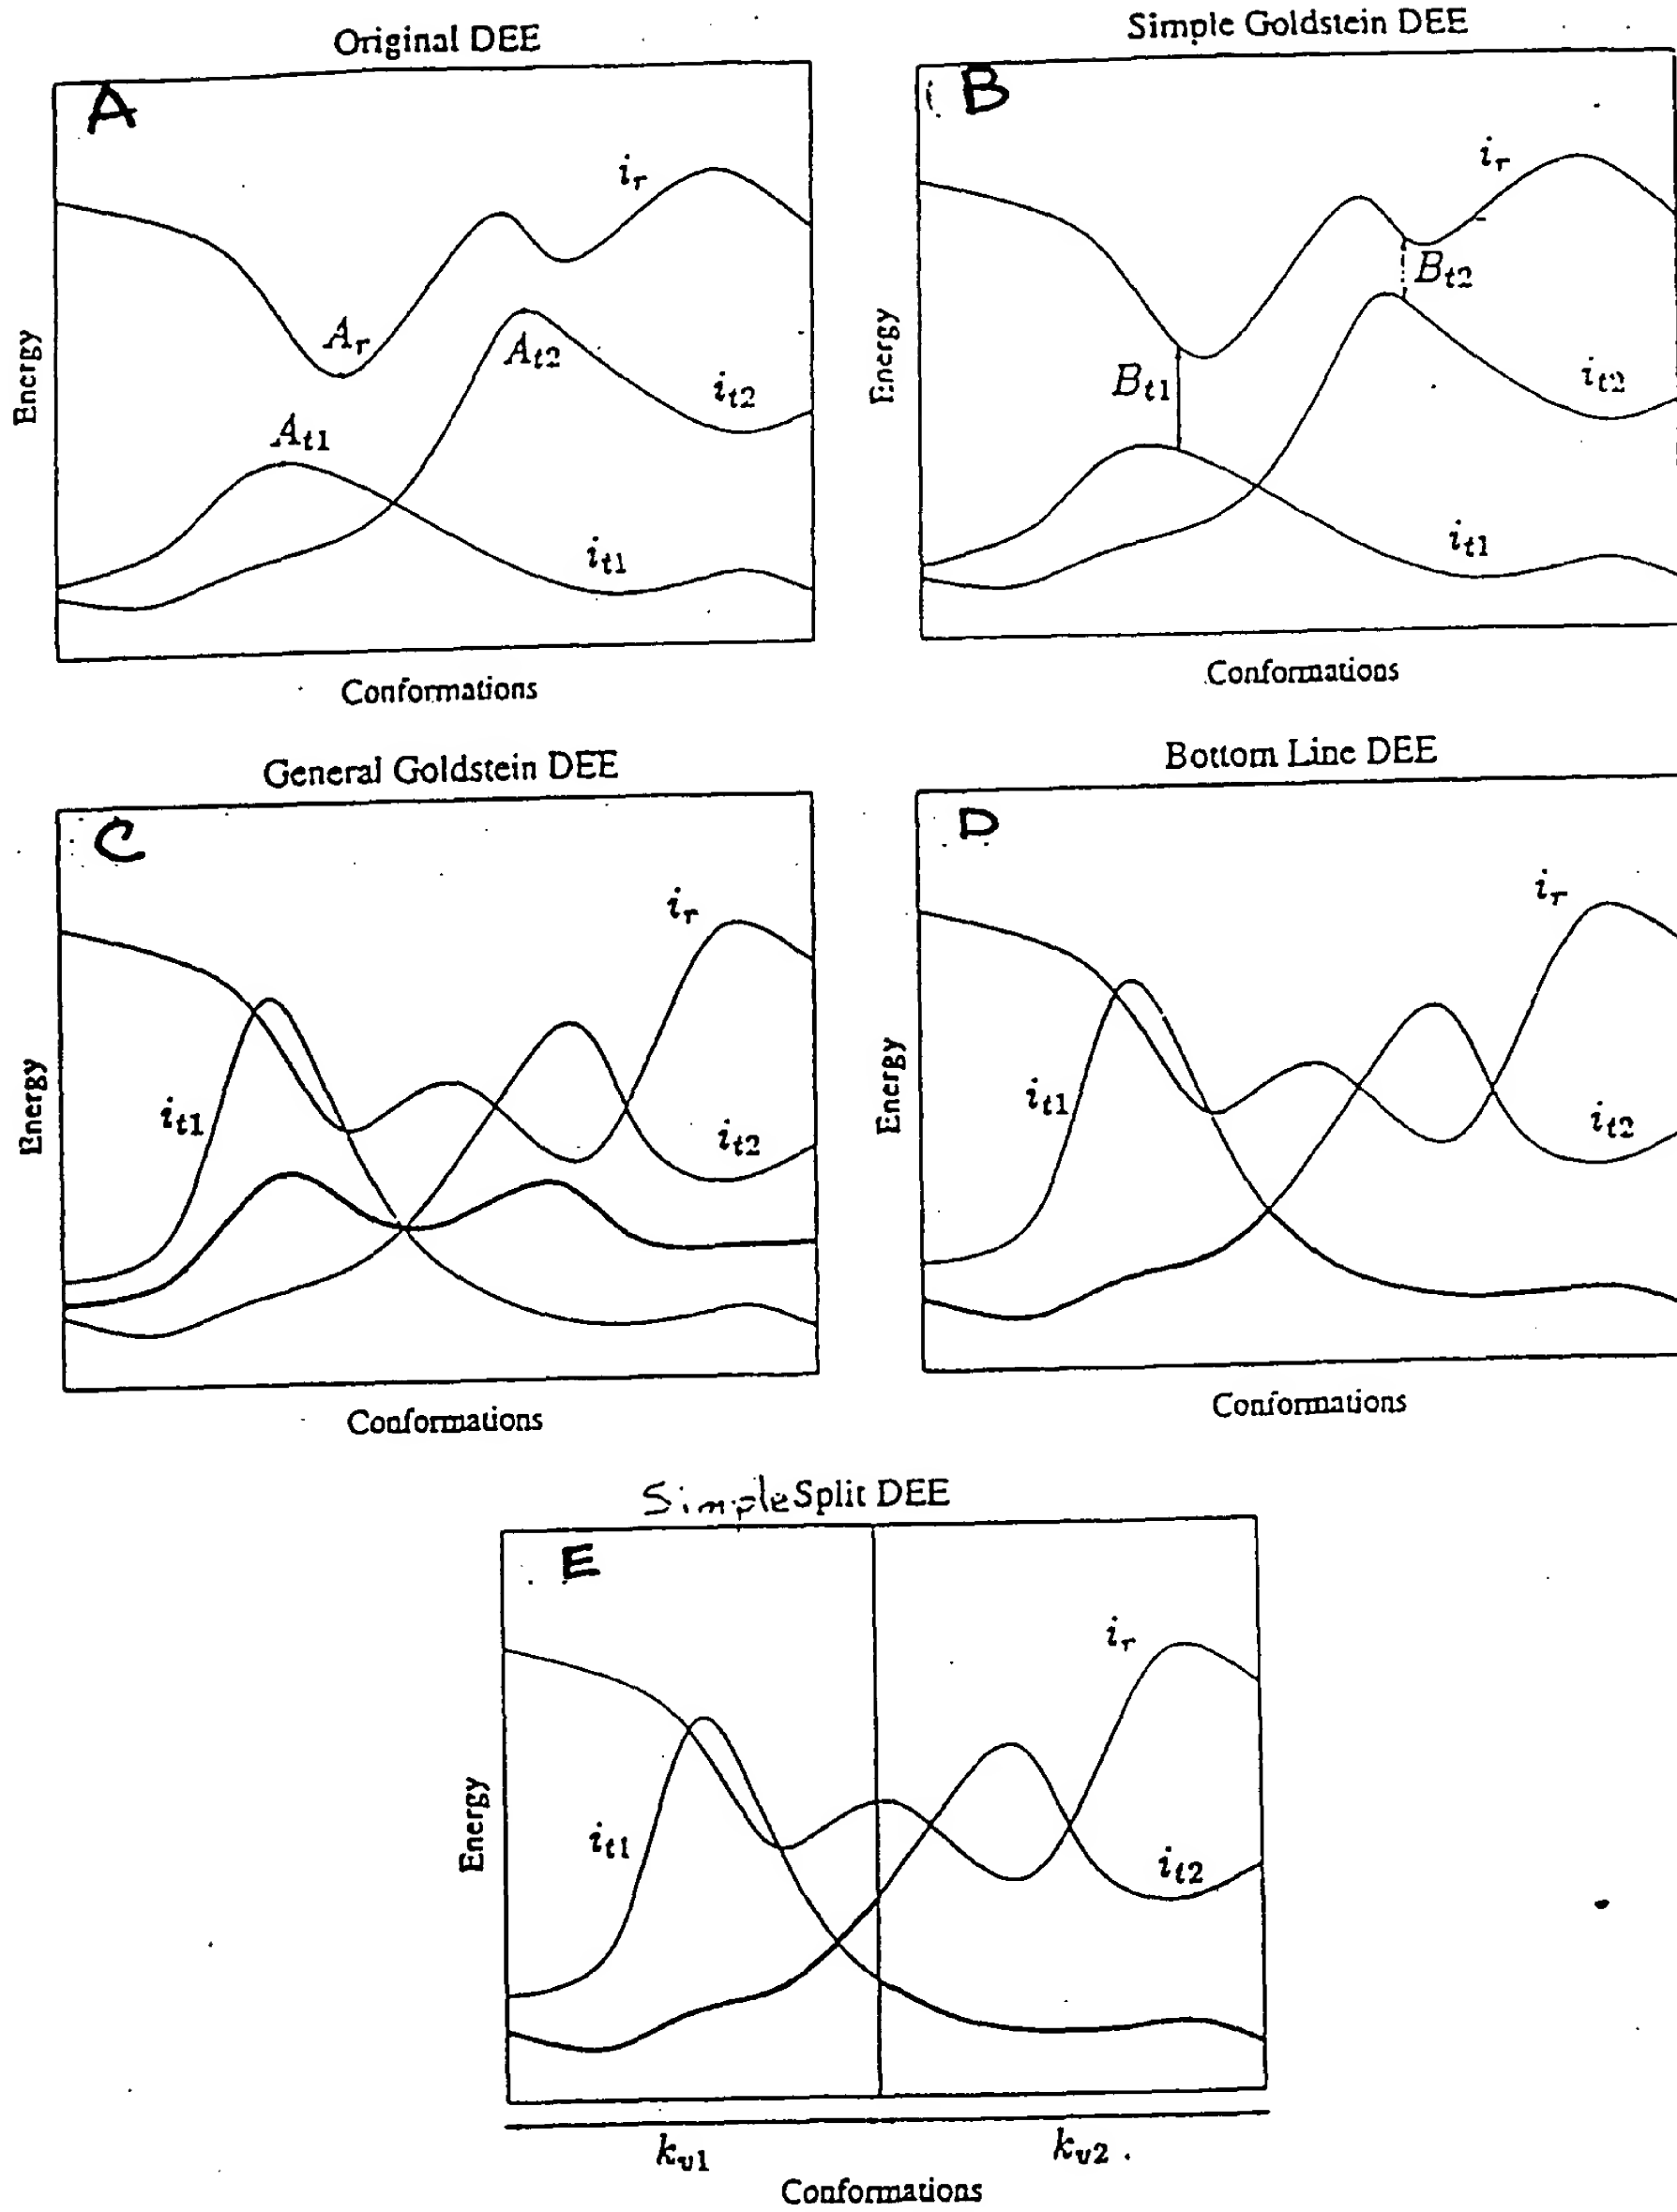 Original DEE
A
i_r
A_r
A_t2
i_t2
A_t1
i_t1
Energy
Conformations
Simple Goldstein DEE
B
i_r
B_t2
B_t1
i_t2
i_t1
Energy
Conformations
General Goldstein DEE
C
i_r
i_t1
i_t2
Energy
Conformations
Bottom Line DEE
D
i_r
i_t1
i_t2
Energy
Conformations
Simple Split DEE
E
i_r
i_t1
i_t2
Energy
k_v1 k_v2
Conformations